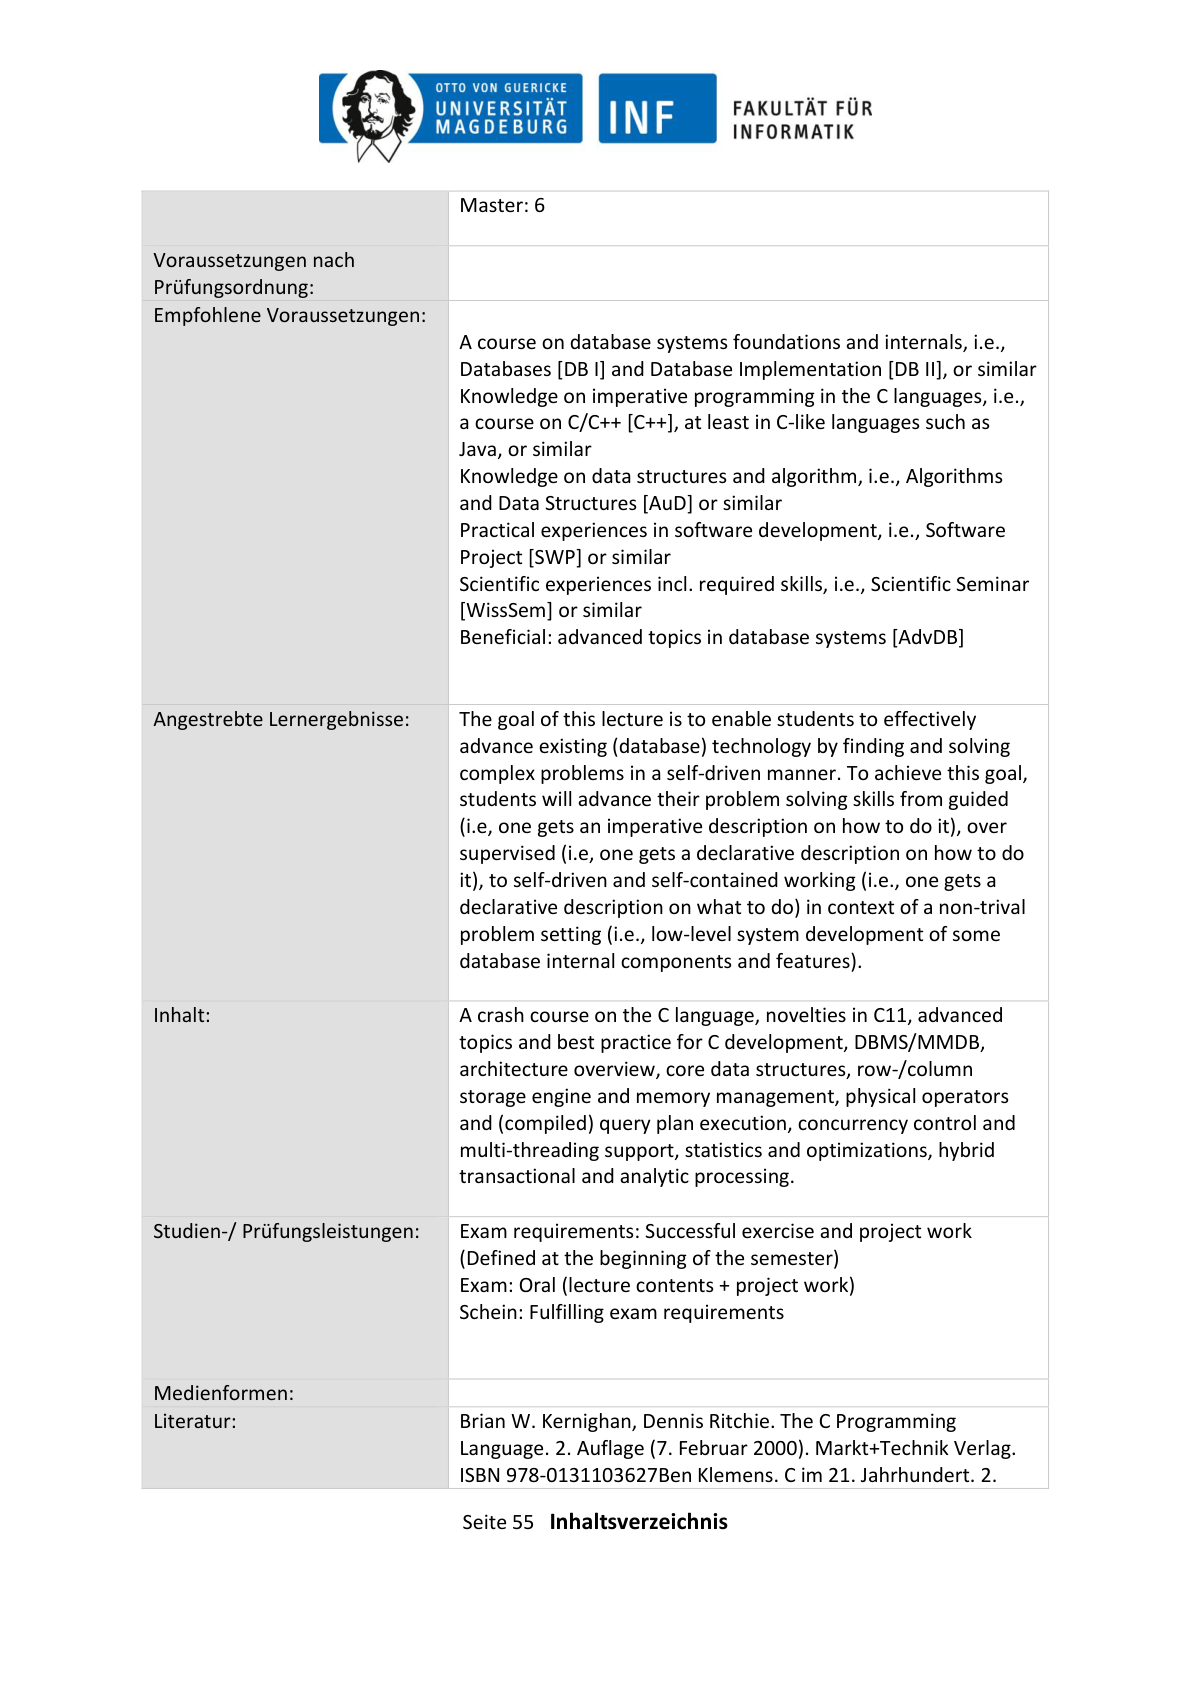 OTTO VON GUERICKE
UNIVERSITÄT
MAGDEBURG
INF
FAKULTÄT FÜR
INFORMATIK
Master: 6
Voraussetzungen nach
Prüfungsordnung:
Empfohlene Voraussetzungen:
A course on database systems foundations and internals, i.e.,
Databases [DB I] and Database Implementation [DB II], or similar
Knowledge on imperative programming in the C languages, i.e.,
a course on C/C++ [C++], at least in C-like languages such as
Java, or similar
Knowledge on data structures and algorithm, i.e., Algorithms
and Data Structures [AuD] or similar
Practical experiences in software development, i.e., Software
Project [SWP] or similar
Scientific experiences incl. required skills, i.e., Scientific Seminar
[WissSem] or similar
Beneficial: advanced topics in database systems [AdvDB]
Angestrebte Lernergebnisse:
The goal of this lecture is to enable students to effectively
advance existing (database) technology by finding and solving
complex problems in a self-driven manner. To achieve this goal,
students will advance their problem solving skills from guided
(i.e, one gets an imperative description on how to do it), over
supervised (i.e, one gets a declarative description on how to do
it), to self-driven and self-contained working (i.e., one gets a
declarative description on what to do) in context of a non-trival
problem setting (i.e., low-level system development of some
database internal components and features).
Inhalt:
A crash course on the C language, novelties in C11, advanced
topics and best practice for C development, DBMS/MMDB,
architecture overview, core data structures, row-/column
storage engine and memory management, physical operators
and (compiled) query plan execution, concurrency control and
multi-threading support, statistics and optimizations, hybrid
transactional and analytic processing.
Studien-/ Prüfungsleistungen:
Exam requirements: Successful exercise and project work
(Defined at the beginning of the semester)
Exam: Oral (lecture contents + project work)
Schein: Fulfilling exam requirements
Medienformen:
Literatur:
Brian W. Kernighan, Dennis Ritchie. The C Programming
Language. 2. Auflage (7. Februar 2000). Markt+Technik Verlag.
ISBN 978-0131103627Ben Klemens. C im 21. Jahrhundert. 2.
Seite 55 Inhaltsverzeichnis